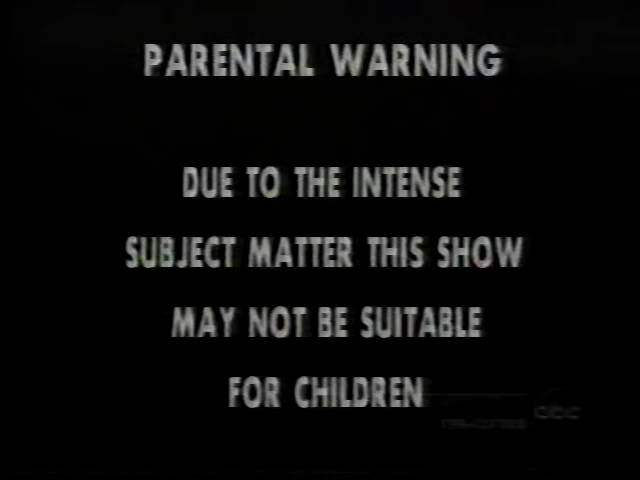 PARENTAL WARNING
DUE TO THE INTENSE
SUBJECT MATTER THIS SHOW
MAY NOT BE SUITABLE
FOR CHILDREN
abc